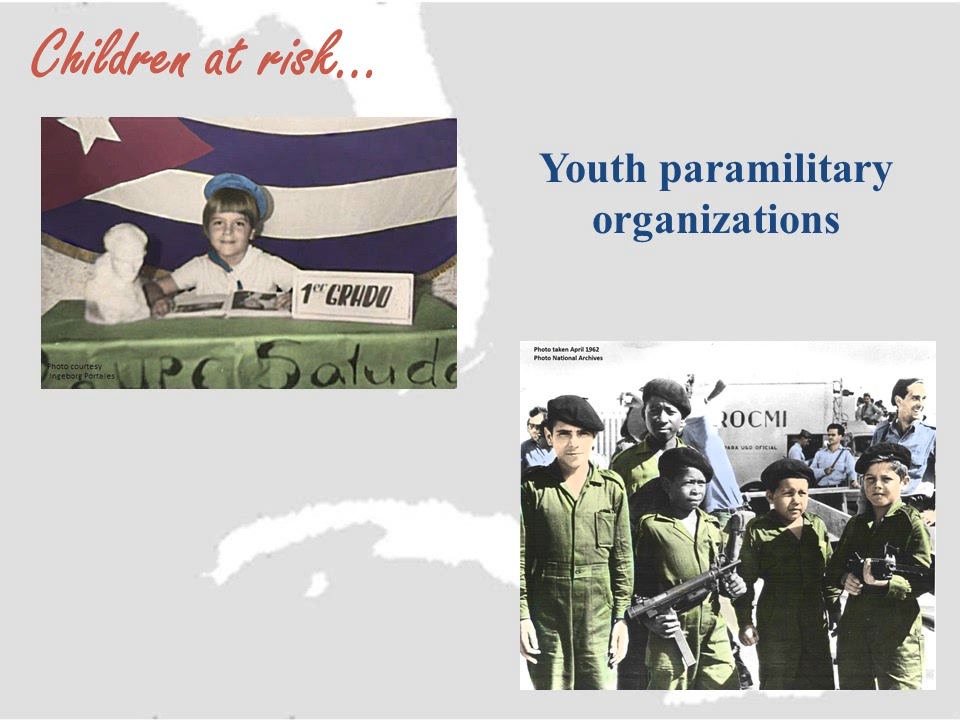 Children at risk...
Youth paramilitary
organizations
1er GRADO
Saluda
Photo courtesy
Ingeborg Portales
Photo taken April 1962
Photo National Archives
ROCMI
PARA USO OFICIAL